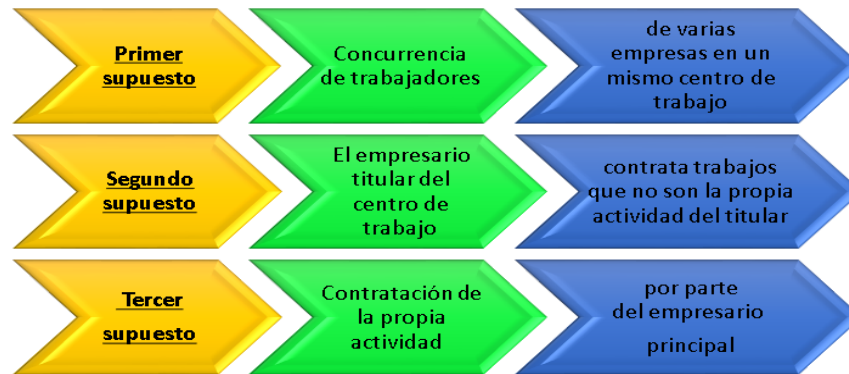 Primer
supuesto
Concurrencia
de trabajadores
de varias
empresas en un
mismo centro de
trabajo
Segundo
supuesto
El empresario
titular del
centro de
trabajo
contrata trabajos
que no son la propia
actividad del titular
Tercer
supuesto
Contratación de
la propia
actividad
por parte
del empresario
principal